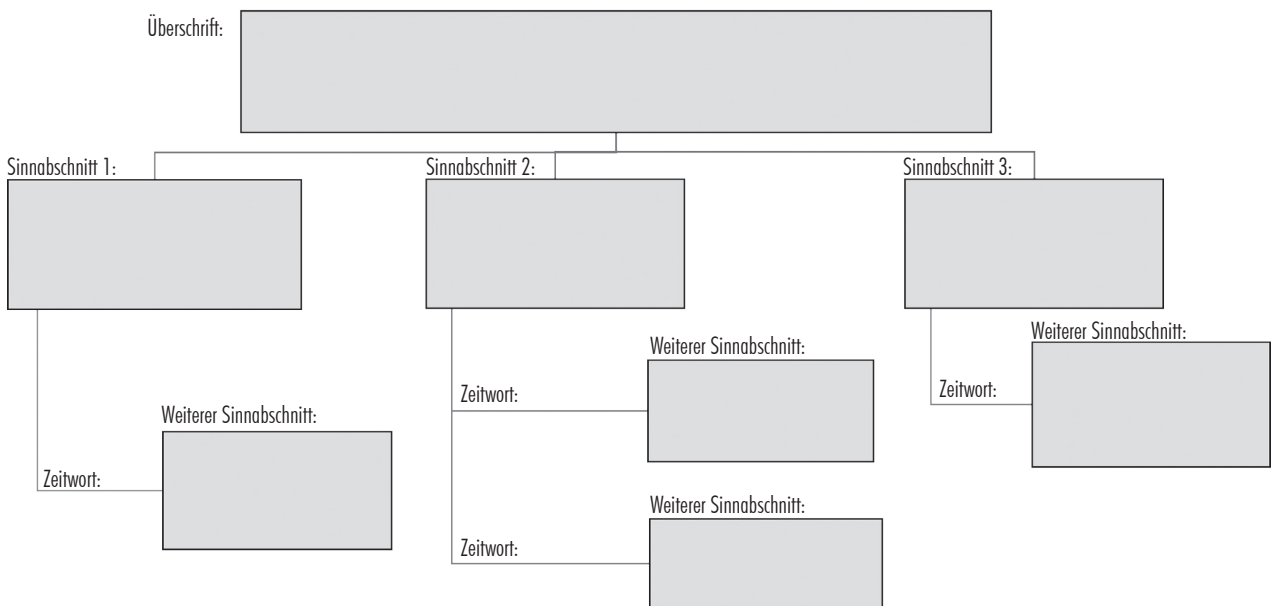 Überschrift:
Sinnabschnitt 1:
Sinnabschnitt 2:
Sinnabschnitt 3:
Weiterer Sinnabschnitt:
Weiterer Sinnabschnitt:
Zeitwort:
Zeitwort:
Weiterer Sinnabschnitt:
Zeitwort:
Weiterer Sinnabschnitt:
Zeitwort: